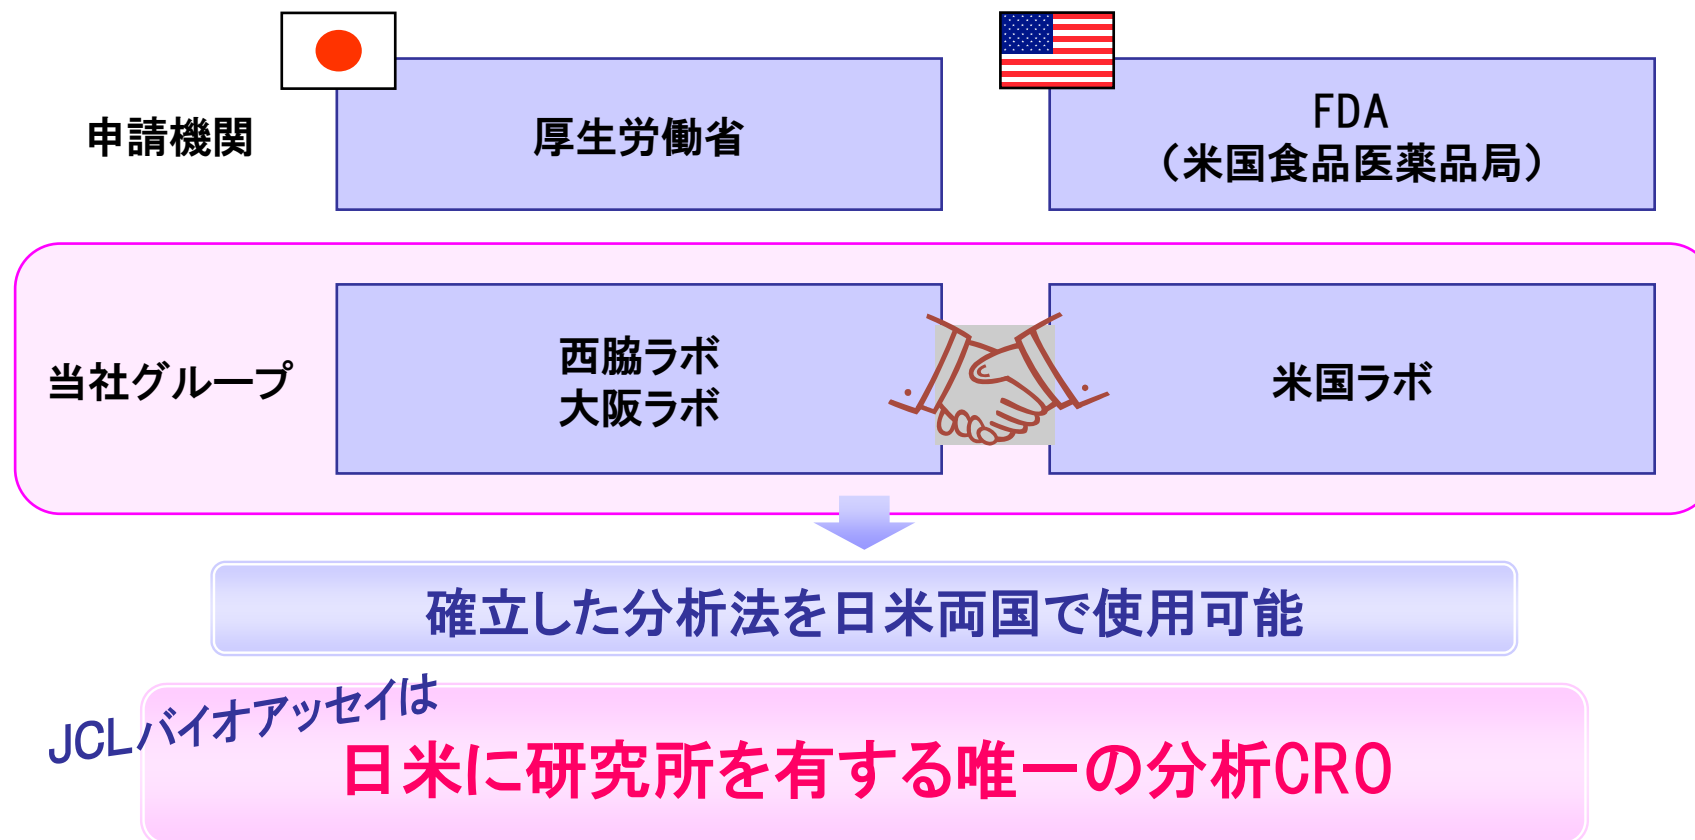 申請機関
厚生労働省
FDA
（米国食品医薬品局）
当社グループ
西脇ラボ
大阪ラボ
米国ラボ
確立した分析法を日米両国で使用可能
JCLバイオアッセイは
日米に研究所を有する唯一の分析CRO